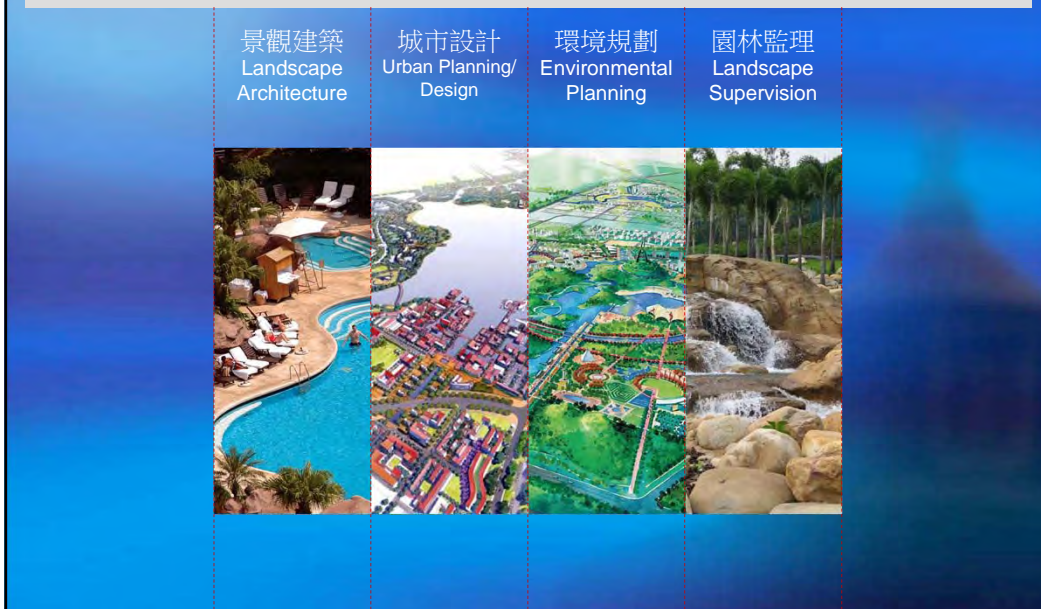 景觀建築
Landscape
Architecture
城市設計
Urban Planning/
Design
環境規劃
Environmental
Planning
園林監理
Landscape
Supervision